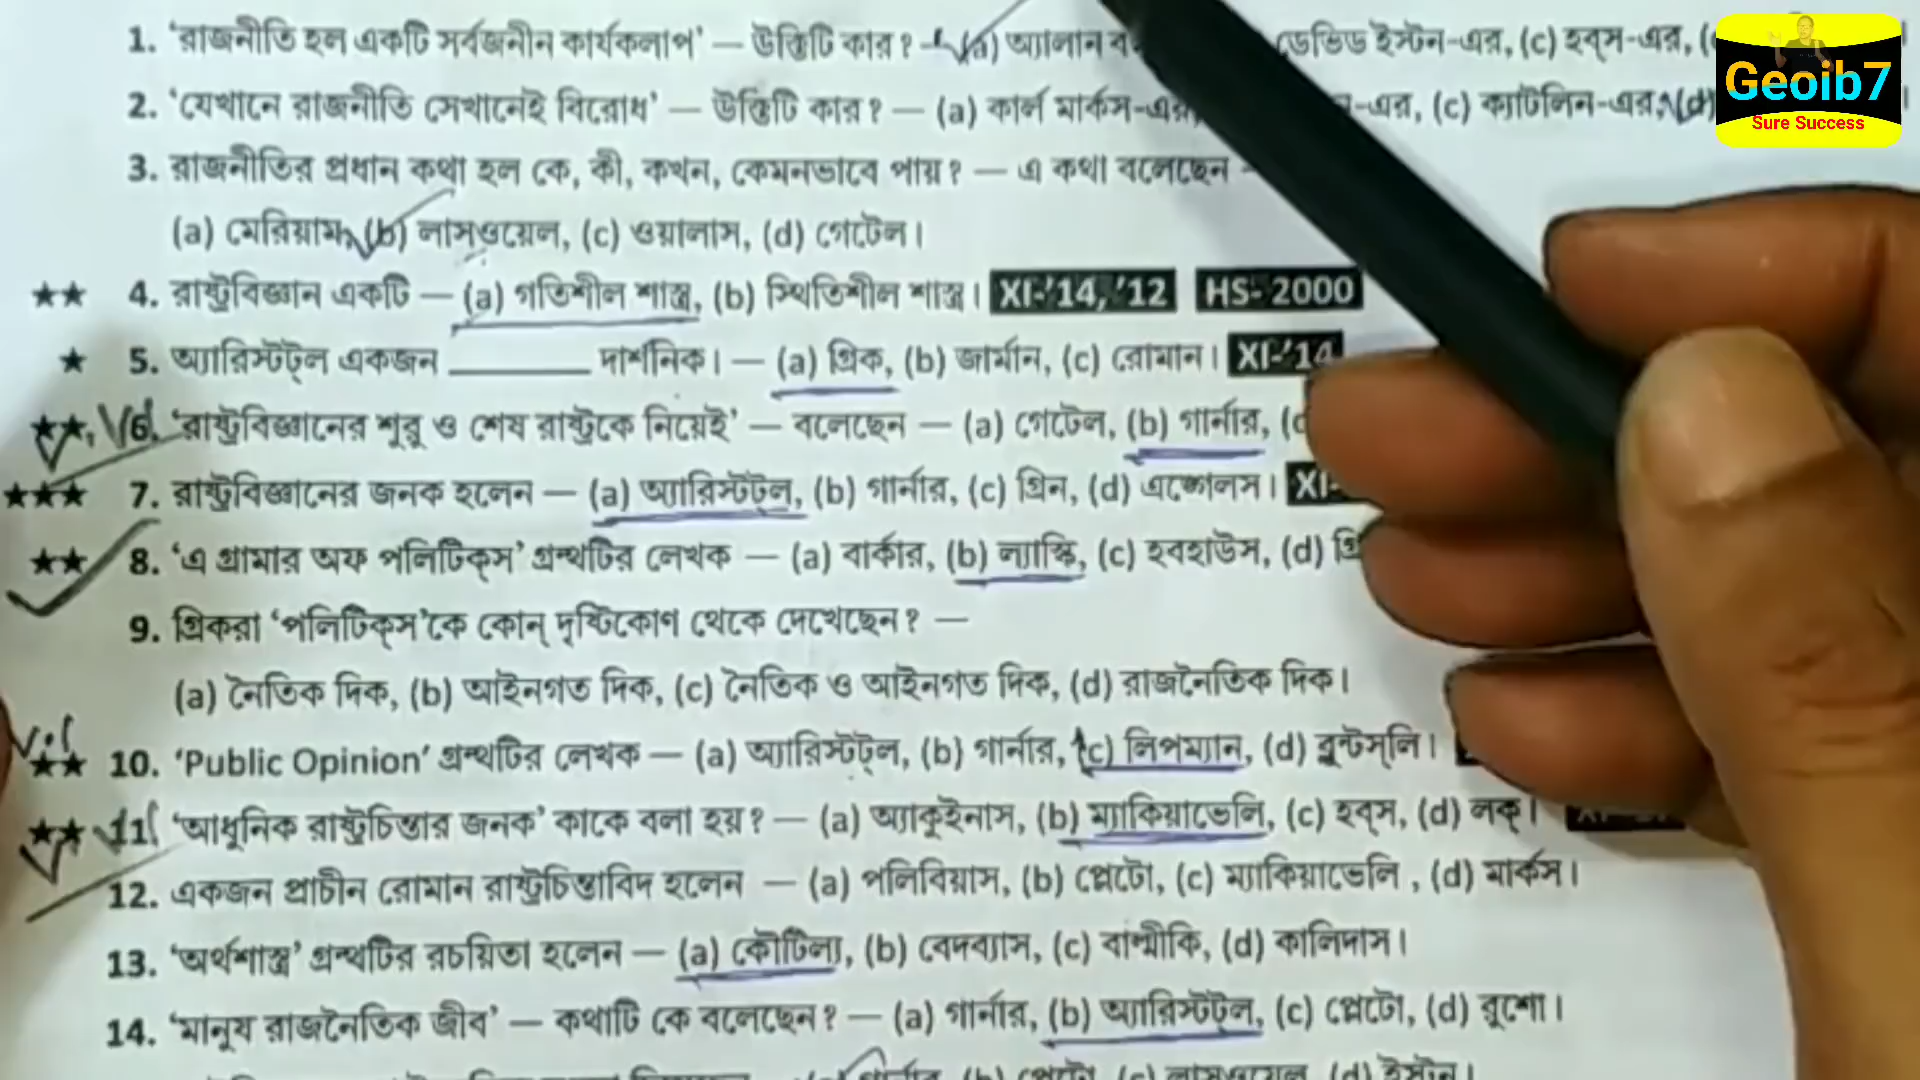 1. 'রাজনীতি হল একটি সর্বজনীন কার্যকলাপ' — উক্তিটি কার? — (a) অ্যালান ডেভিড ইস্টন-এর, (c) হব্‌স-এর,
2. 'যেখানে রাজনীতি সেখানেই বিরোধ' — উক্তিটি কার? — (a) কার্ল মার্কস-এর, -এর, (c) ক্যাটলিন-এর, (d)
3. রাজনীতির প্রধান কথা হল কে, কী, কখন, কেমনভাবে পায়? — এ কথা বলেছেন —
(a) মেরিয়াম, (b) লাসওয়েল, (c) ওয়ালাস, (d) গেটেল।
★★ 4. রাষ্ট্রবিজ্ঞান একটি — (a) গতিশীল শাস্ত্র, (b) স্থিতিশীল শাস্ত্র। XI-'14, '12 HS- 2000
★ 5. অ্যারিস্টট্‌ল একজন ________ দার্শনিক। — (a) গ্রিক, (b) জার্মান, (c) রোমান। XI-'14
★★ 6. 'রাষ্ট্রবিজ্ঞানের শুরু ও শেষ রাষ্ট্রকে নিয়েই' — বলেছেন — (a) গেটেল, (b) গার্নার,
★★★ 7. রাষ্ট্রবিজ্ঞানের জনক হলেন — (a) অ্যারিস্টট্‌ল, (b) গার্নার, (c) গ্রিন, (d) এঙ্গেলস। XI-
★★ 8. 'এ গ্রামার অফ পলিটিক্‌স' গ্রন্থটির লেখক — (a) বার্কার, (b) ল্যাস্কি, (c) হবহাউস, (d)
9. গ্রিকরা 'পলিটিক্‌স'কে কোন্‌ দৃষ্টিকোণ থেকে দেখেছেন? —
(a) নৈতিক দিক, (b) আইনগত দিক, (c) নৈতিক ও আইনগত দিক, (d) রাজনৈতিক দিক।
★★ 10. 'Public Opinion' গ্রন্থটির লেখক — (a) অ্যারিস্টট্‌ল, (b) গার্নার, (c) লিপম্যান, (d) ব্লুন্টস্‌লি।
★★ 11. 'আধুনিক রাষ্ট্রচিন্তার জনক' কাকে বলা হয়? — (a) অ্যাকুইনাস, (b) ম্যাকিয়াভেলি, (c) হব্‌স, (d) লক্‌।
12. একজন প্রাচীন রোমান রাষ্ট্রচিন্তাবিদ হলেন — (a) পলিবিয়াস, (b) প্লেটো, (c) ম্যাকিয়াভেলি , (d) মার্কস।
13. 'অর্থশাস্ত্র' গ্রন্থটির রচয়িতা হলেন — (a) কৌটিল্য, (b) বেদব্যাস, (c) বাল্মীকি, (d) কালিদাস।
14. 'মানুষ রাজনৈতিক জীব' — কথাটি কে বলেছেন? — (a) গার্নার, (b) অ্যারিস্টট্‌ল, (c) প্লেটো, (d) রুশো।
গার্নার, (b) প্লেটো, (c) লাসওয়েল, (d) ইস্টন।
Geoib7
Sure Success